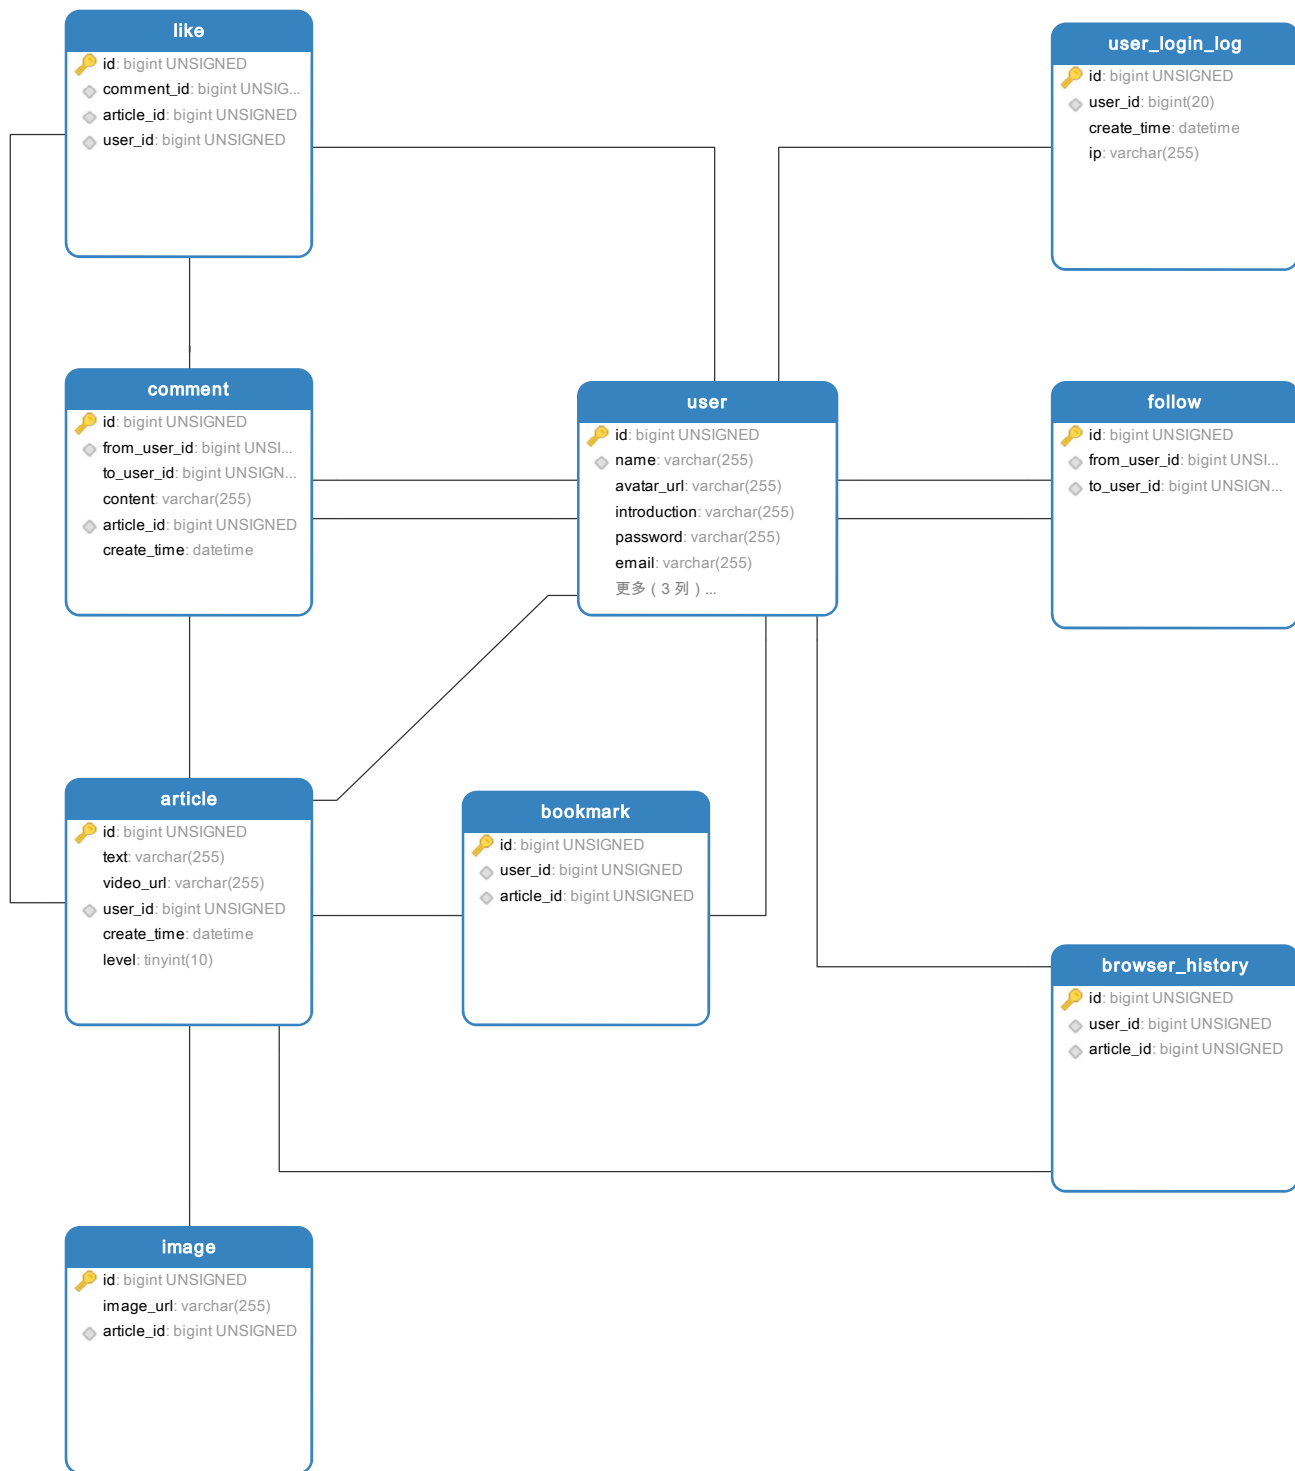 like
id: bigint UNSIGNED
comment_id: bigint UNSIG...
article_id: bigint UNSIGNED
user_id: bigint UNSIGNED
user_login_log
id: bigint UNSIGNED
user_id: bigint(20)
create_time: datetime
ip: varchar(255)
comment
id: bigint UNSIGNED
from_user_id: bigint UNSI...
to_user_id: bigint UNSIGN...
content: varchar(255)
article_id: bigint UNSIGNED
create_time: datetime
user
id: bigint UNSIGNED
name: varchar(255)
avatar_url: varchar(255)
introduction: varchar(255)
password: varchar(255)
email: varchar(255)
更多 ( 3 列 ) ...
follow
id: bigint UNSIGNED
from_user_id: bigint UNSI...
to_user_id: bigint UNSIGN...
article
id: bigint UNSIGNED
text: varchar(255)
video_url: varchar(255)
user_id: bigint UNSIGNED
create_time: datetime
level: tinyint(10)
bookmark
id: bigint UNSIGNED
user_id: bigint UNSIGNED
article_id: bigint UNSIGNED
browser_history
id: bigint UNSIGNED
user_id: bigint UNSIGNED
article_id: bigint UNSIGNED
image
id: bigint UNSIGNED
image_url: varchar(255)
article_id: bigint UNSIGNED